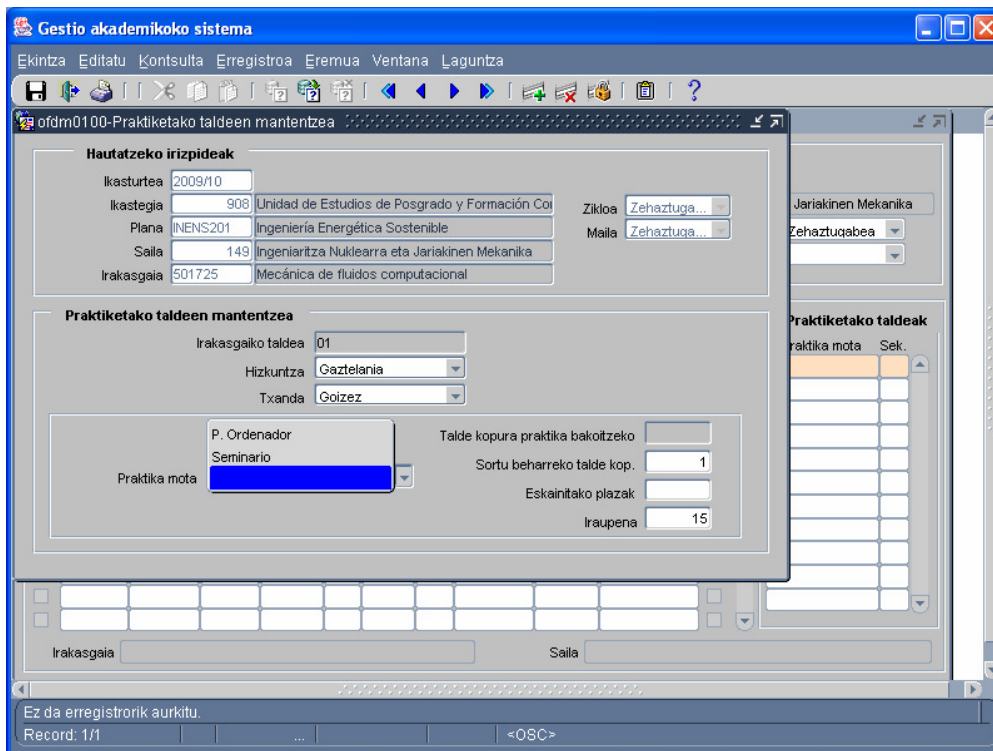 Gestio akademikoko sistema
Ekintza Editatu Kontsulta Erregistroa Eremua Ventana Laguntza
ofdm0100-Praktiketako taldeen mantentzea
Hautatzeko irizpideak
Ikasturtea 2009/10
Ikastegia 908 Unidad de Estudios de Posgrado y Formación Co Zikloa Zehaztuga...
Jariakinen Mekanika
Plana INENS201 Ingeniería Energética Sostenible Maila Zehaztuga...
Zehaztugabea
Saila 149 Ingeniaritza Nuklearra eta Jariakinen Mekanika
Irakasgaia 501725 Mecánica de fluidos computacional
Praktiketako taldeen mantentzea
Praktiketako taldeak
Irakasgaiko taldea 01
raktika mota Sek.
Hizkuntza Gaztelania
Txanda Goizez
P. Ordenador
Seminario
Praktika mota
Talde kopura praktika bakoitzeko
Sortu beharreko talde kop. 1
Eskainitako plazak
Iraupena 15
Irakasgaia Saila
Ez da erregistrorik aurkitu.
Record: 1/1 ... <OSC>